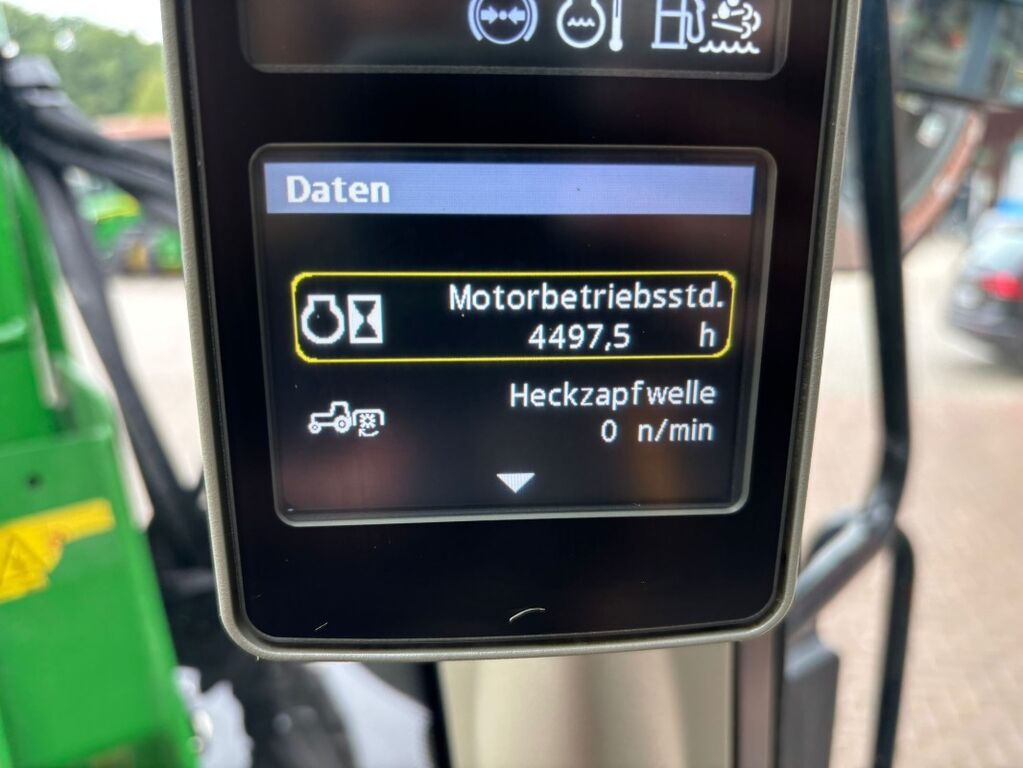 Daten
Motorbetriebsstd.
4497,5 h
Heckzapfwelle
0 n/min